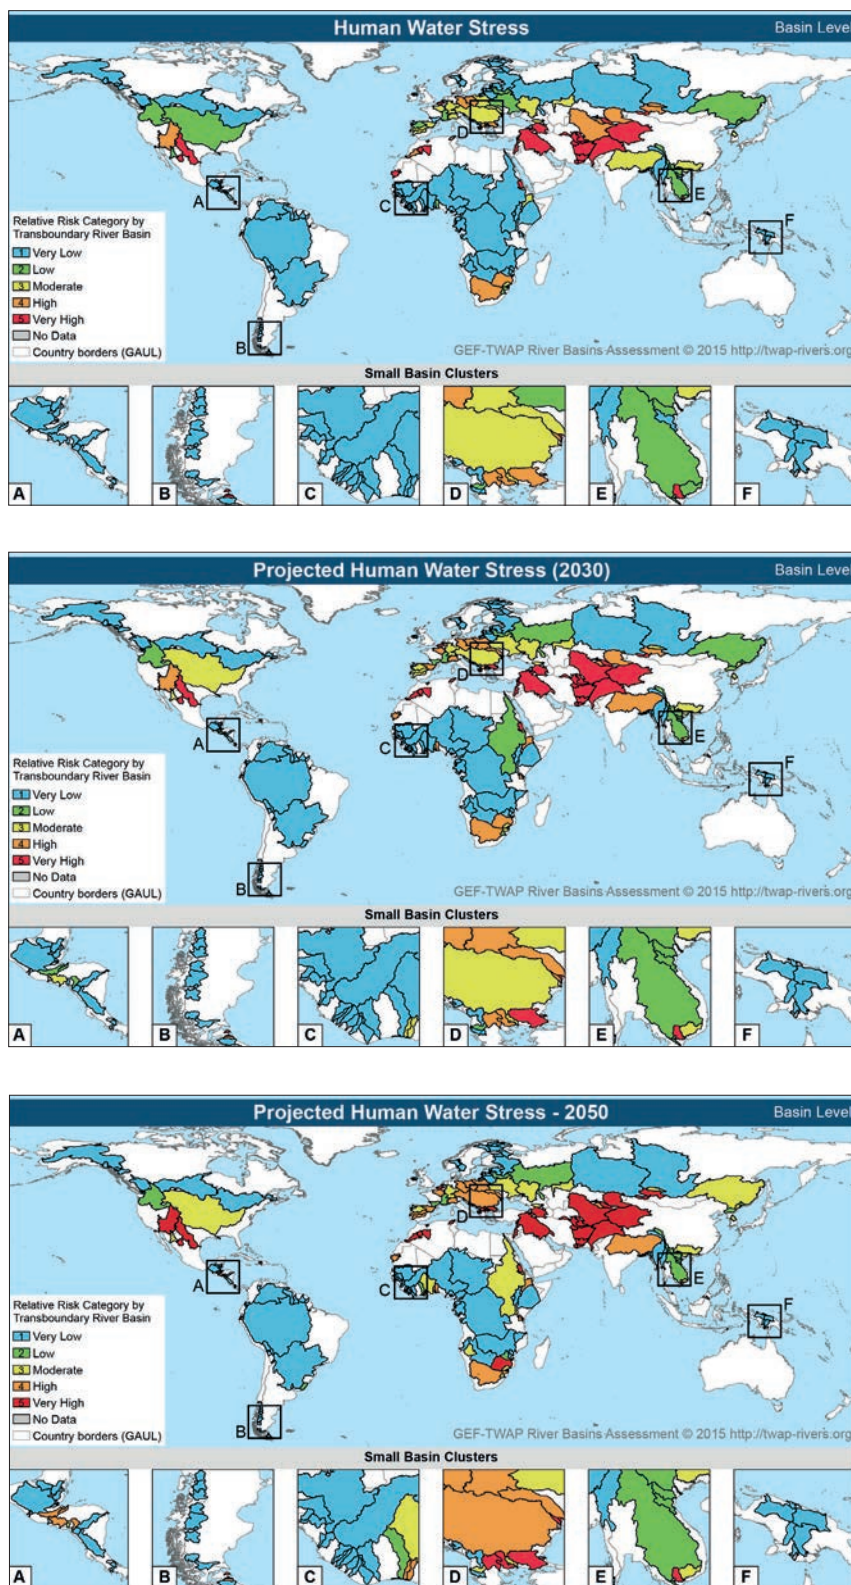 Human Water Stress
Basin Level
A
B
C
D
E
F
Relative Risk Category by
Transboundary River Basin
1 Very Low
2 Low
3 Moderate
4 High
5 Very High
No Data
Country borders (GAUL)
GEF-TWAP River Basins Assessment © 2015 http://twap-rivers.org
Small Basin Clusters
A
B
C
D
E
F
Projected Human Water Stress (2030)
Basin Level
A
B
C
D
E
F
Relative Risk Category by
Transboundary River Basin
1 Very Low
2 Low
3 Moderate
4 High
5 Very High
No Data
Country borders (GAUL)
GEF-TWAP River Basins Assessment © 2015 http://twap-rivers.org
Small Basin Clusters
A
B
C
D
E
F
Projected Human Water Stress - 2050
Basin Level
A
B
C
D
E
F
Relative Risk Category by
Transboundary River Basin
1 Very Low
2 Low
3 Moderate
4 High
5 Very High
No Data
Country borders (GAUL)
GEF-TWAP River Basins Assessment © 2015 http://twap-rivers.org
Small Basin Clusters
A
B
C
D
E
F